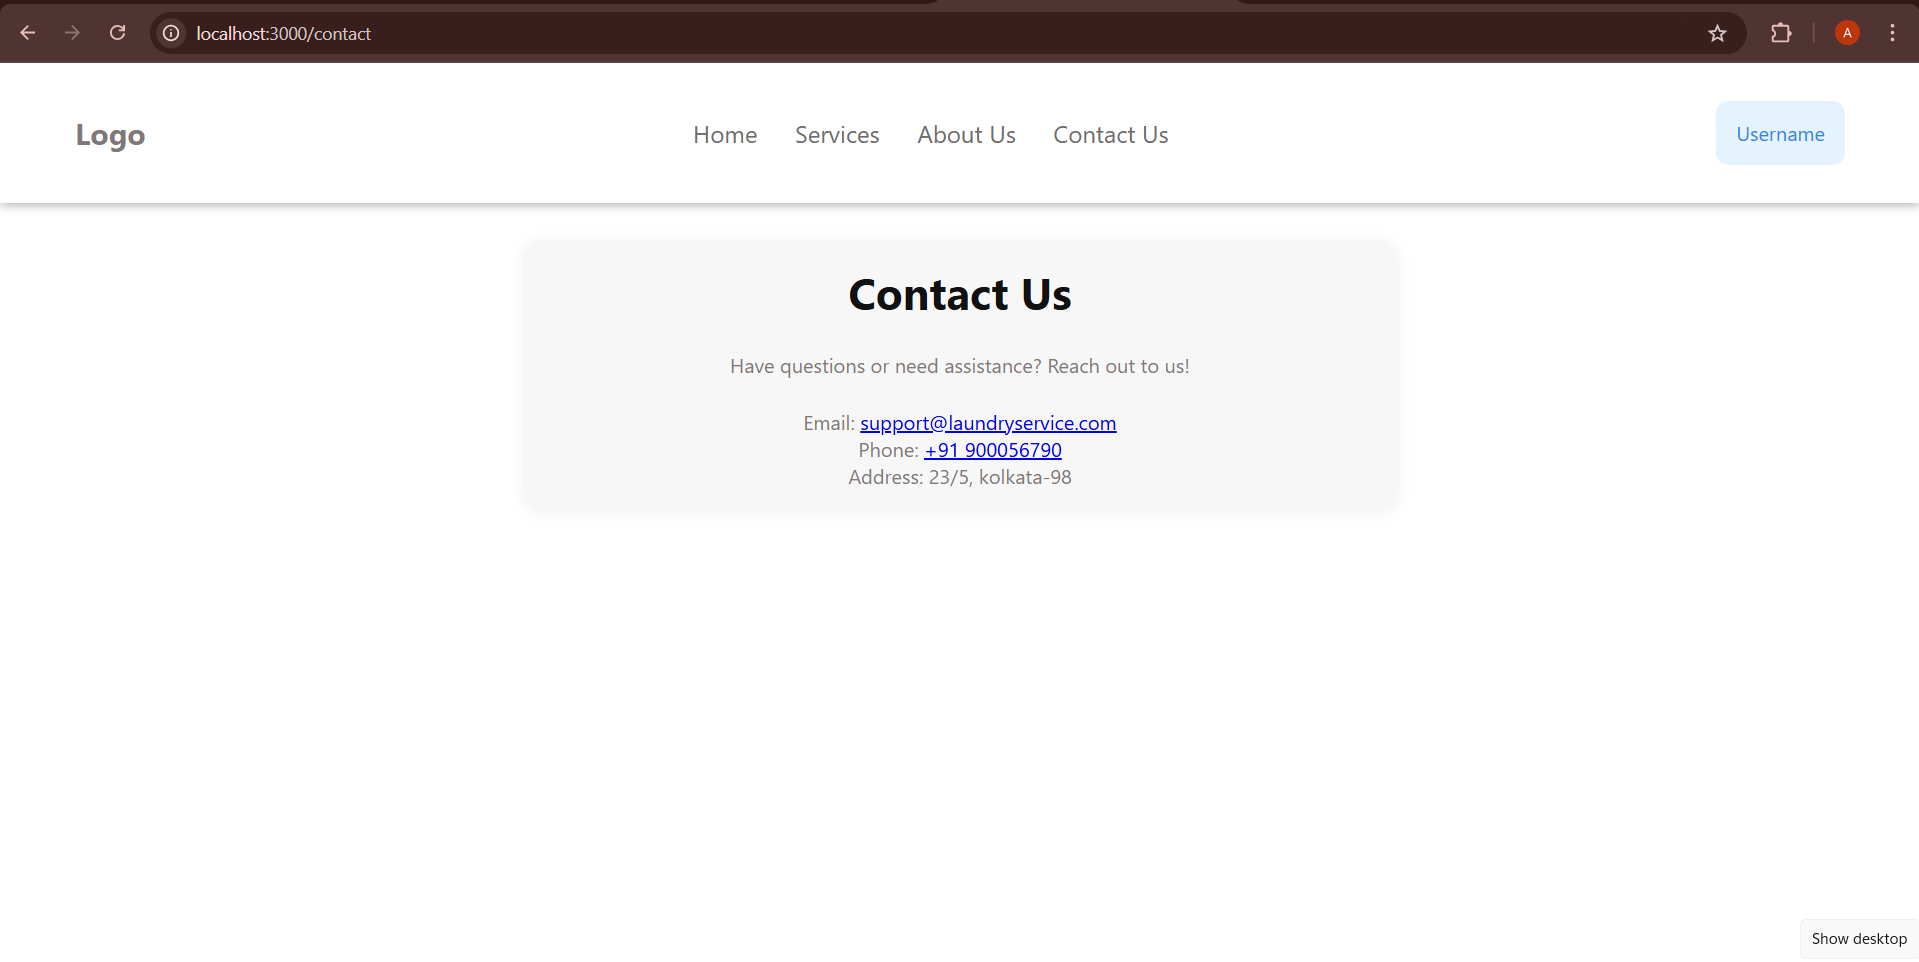 localhost:3000/contact
A
Logo
Home Services About Us Contact Us
Username
Contact Us
Have questions or need assistance? Reach out to us!
Email: support@laundryservice.com
Phone: +91 900056790
Address: 23/5, kolkata-98
Show desktop